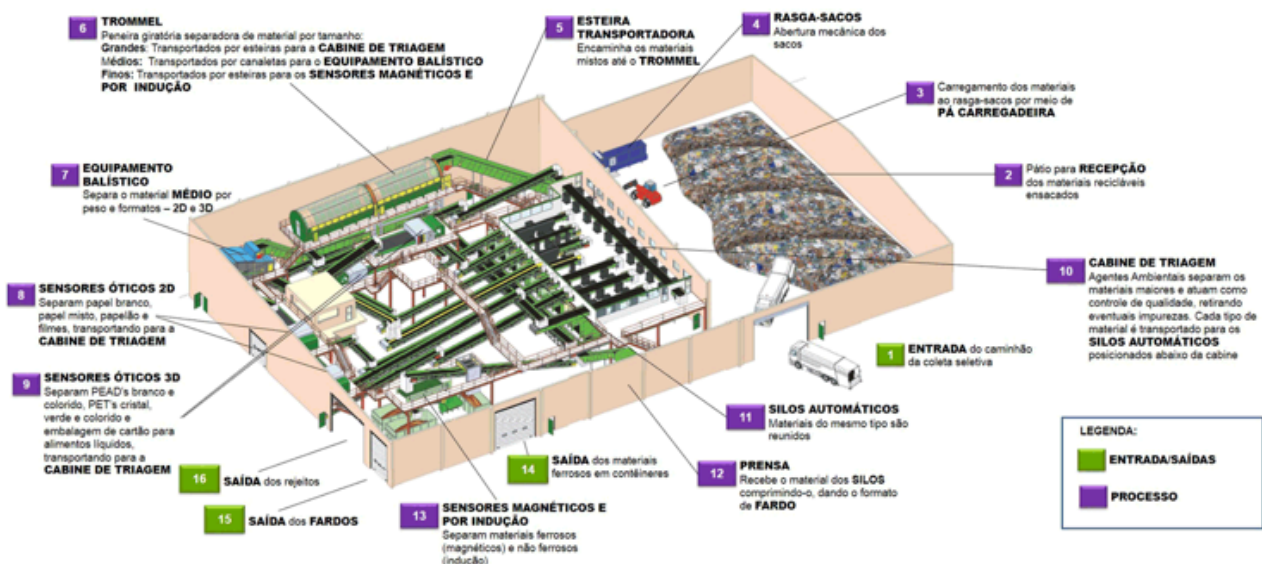 6 TROMMEL
Peneira giratória separadora de material por tamanho:
Grandes: Transportados por esteiras para a CABINE DE TRIAGEM
Médios: Transportados por canaletas para o EQUIPAMENTO BALÍSTICO
Finos: Transportados por esteiras para os SENSORES MAGNÉTICOS E
POR INDUÇÃO
5 ESTEIRA
TRANSPORTADORA
Encaminha os materiais
mistos até o TROMMEL
4 RASGA-SACOS
Abertura mecânica dos
sacos
3 Carregamento dos materiais
ao rasga-sacos por meio de
PÁ CARREGADEIRA
2 Pátio para RECEPÇÃO
dos materiais recicláveis
ensacados
7 EQUIPAMENTO
BALÍSTICO
Separa o material MÉDIO por
peso e formatos – 2D e 3D
8 SENSORES ÓTICOS 2D
Separam papel branco,
papel misto, papelão e
filmes, transportando para a
CABINE DE TRIAGEM
9 SENSORES ÓTICOS 3D
Separam PEAD's branco e
colorido, PET's cristal,
verde e colorido e
embalagem de cartão para
alimentos líquidos,
transportando para a
CABINE DE TRIAGEM
10 CABINE DE TRIAGEM
Agentes Ambientais separam os
materiais maiores e atuam como
controle de qualidade, retirando
eventuais impurezas. Cada tipo de
material é transportado para os
SILOS AUTOMÁTICOS
posicionados abaixo da cabine
1 ENTRADA do caminhão
da coleta seletiva
11 SILOS AUTOMÁTICOS
Materiais do mesmo tipo são
reunidos
12 PRENSA
Recebe o material dos SILOS
comprimindo-o, dando o formato
de FARDO
14 SAÍDA dos materiais
ferrosos em contêineres
16 SAÍDA dos rejeitos
15 SAÍDA dos FARDOS
13 SENSORES MAGNÉTICOS E
POR INDUÇÃO
Separam materiais ferrosos
(magnéticos) e não ferrosos
(indução)
LEGENDA:
ENTRADA/SAÍDAS
PROCESSO